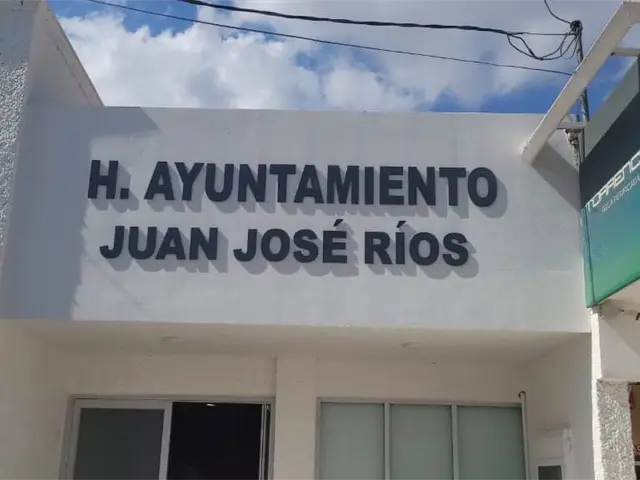 H. AYUNTAMIENTO
JUAN JOSÉ RÍOS